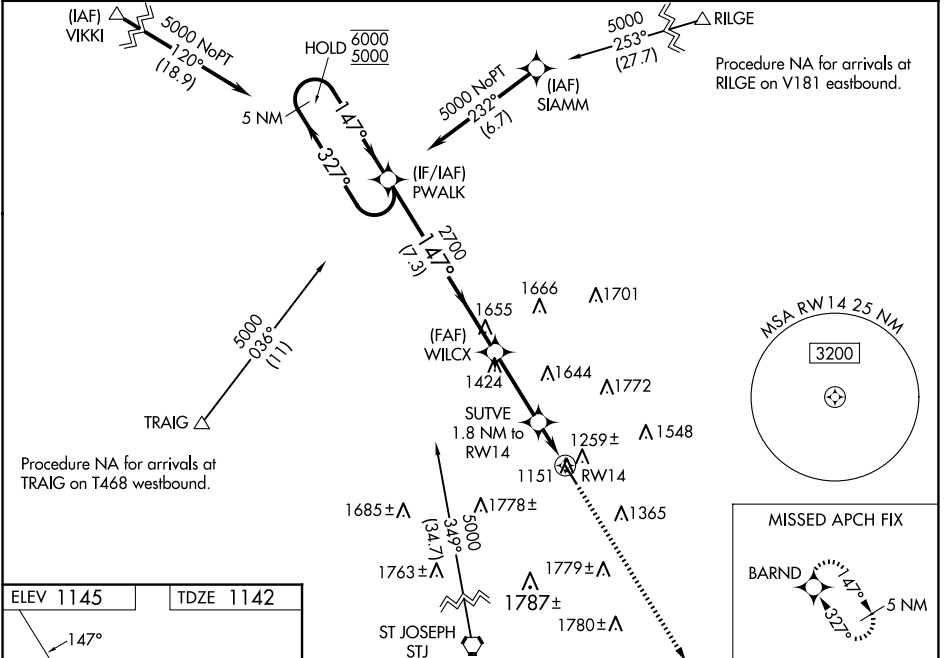 (IAF)
VIKKI
5000 NoPT
120°
(18.9)
HOLD
6000
5000
5 NM
147°
327°
5000
253°
(27.7)
RILGE
5000 NoPT
232°
(6.7)
(IAF)
SIAMM
Procedure NA for arrivals at
RILGE on V181 eastbound.
(IF/IAF)
PWALK
2700
147°
(7.3)
5000
036°
(11)
TRAIG
Procedure NA for arrivals at
TRAIG on T468 westbound.
1655
1666
1701
(FAF)
WILCX
1424
1644
1772
SUTVE
1.8 NM to
RW14
1259±
1548
1151
RW14
MSA RW14 25 NM
3200
1685±
1778±
1365
5000
349°
(34.7)
1763±
1779±
1787±
1780±
ST JOSEPH
STJ
MISSED APCH FIX
BARND
147°
327°
5 NM
ELEV 1145
TDZE 1142
147°